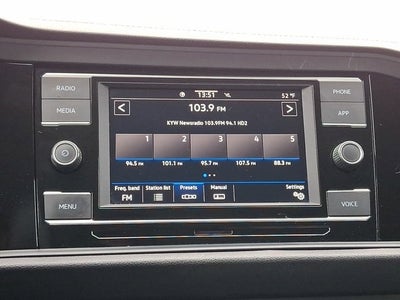 RADIO
MEDIA
MENU
13:51
52 °F
103.9 FM
KYW Newsradio 103.9FM 94.1 HD2
1 2 3 4 5
94.5 FM 101.1 FM 95.7 FM 107.5 FM 88.3 FM
Freq. band Station list Presets Manual Settings
FM
PHONE
APP
VOICE